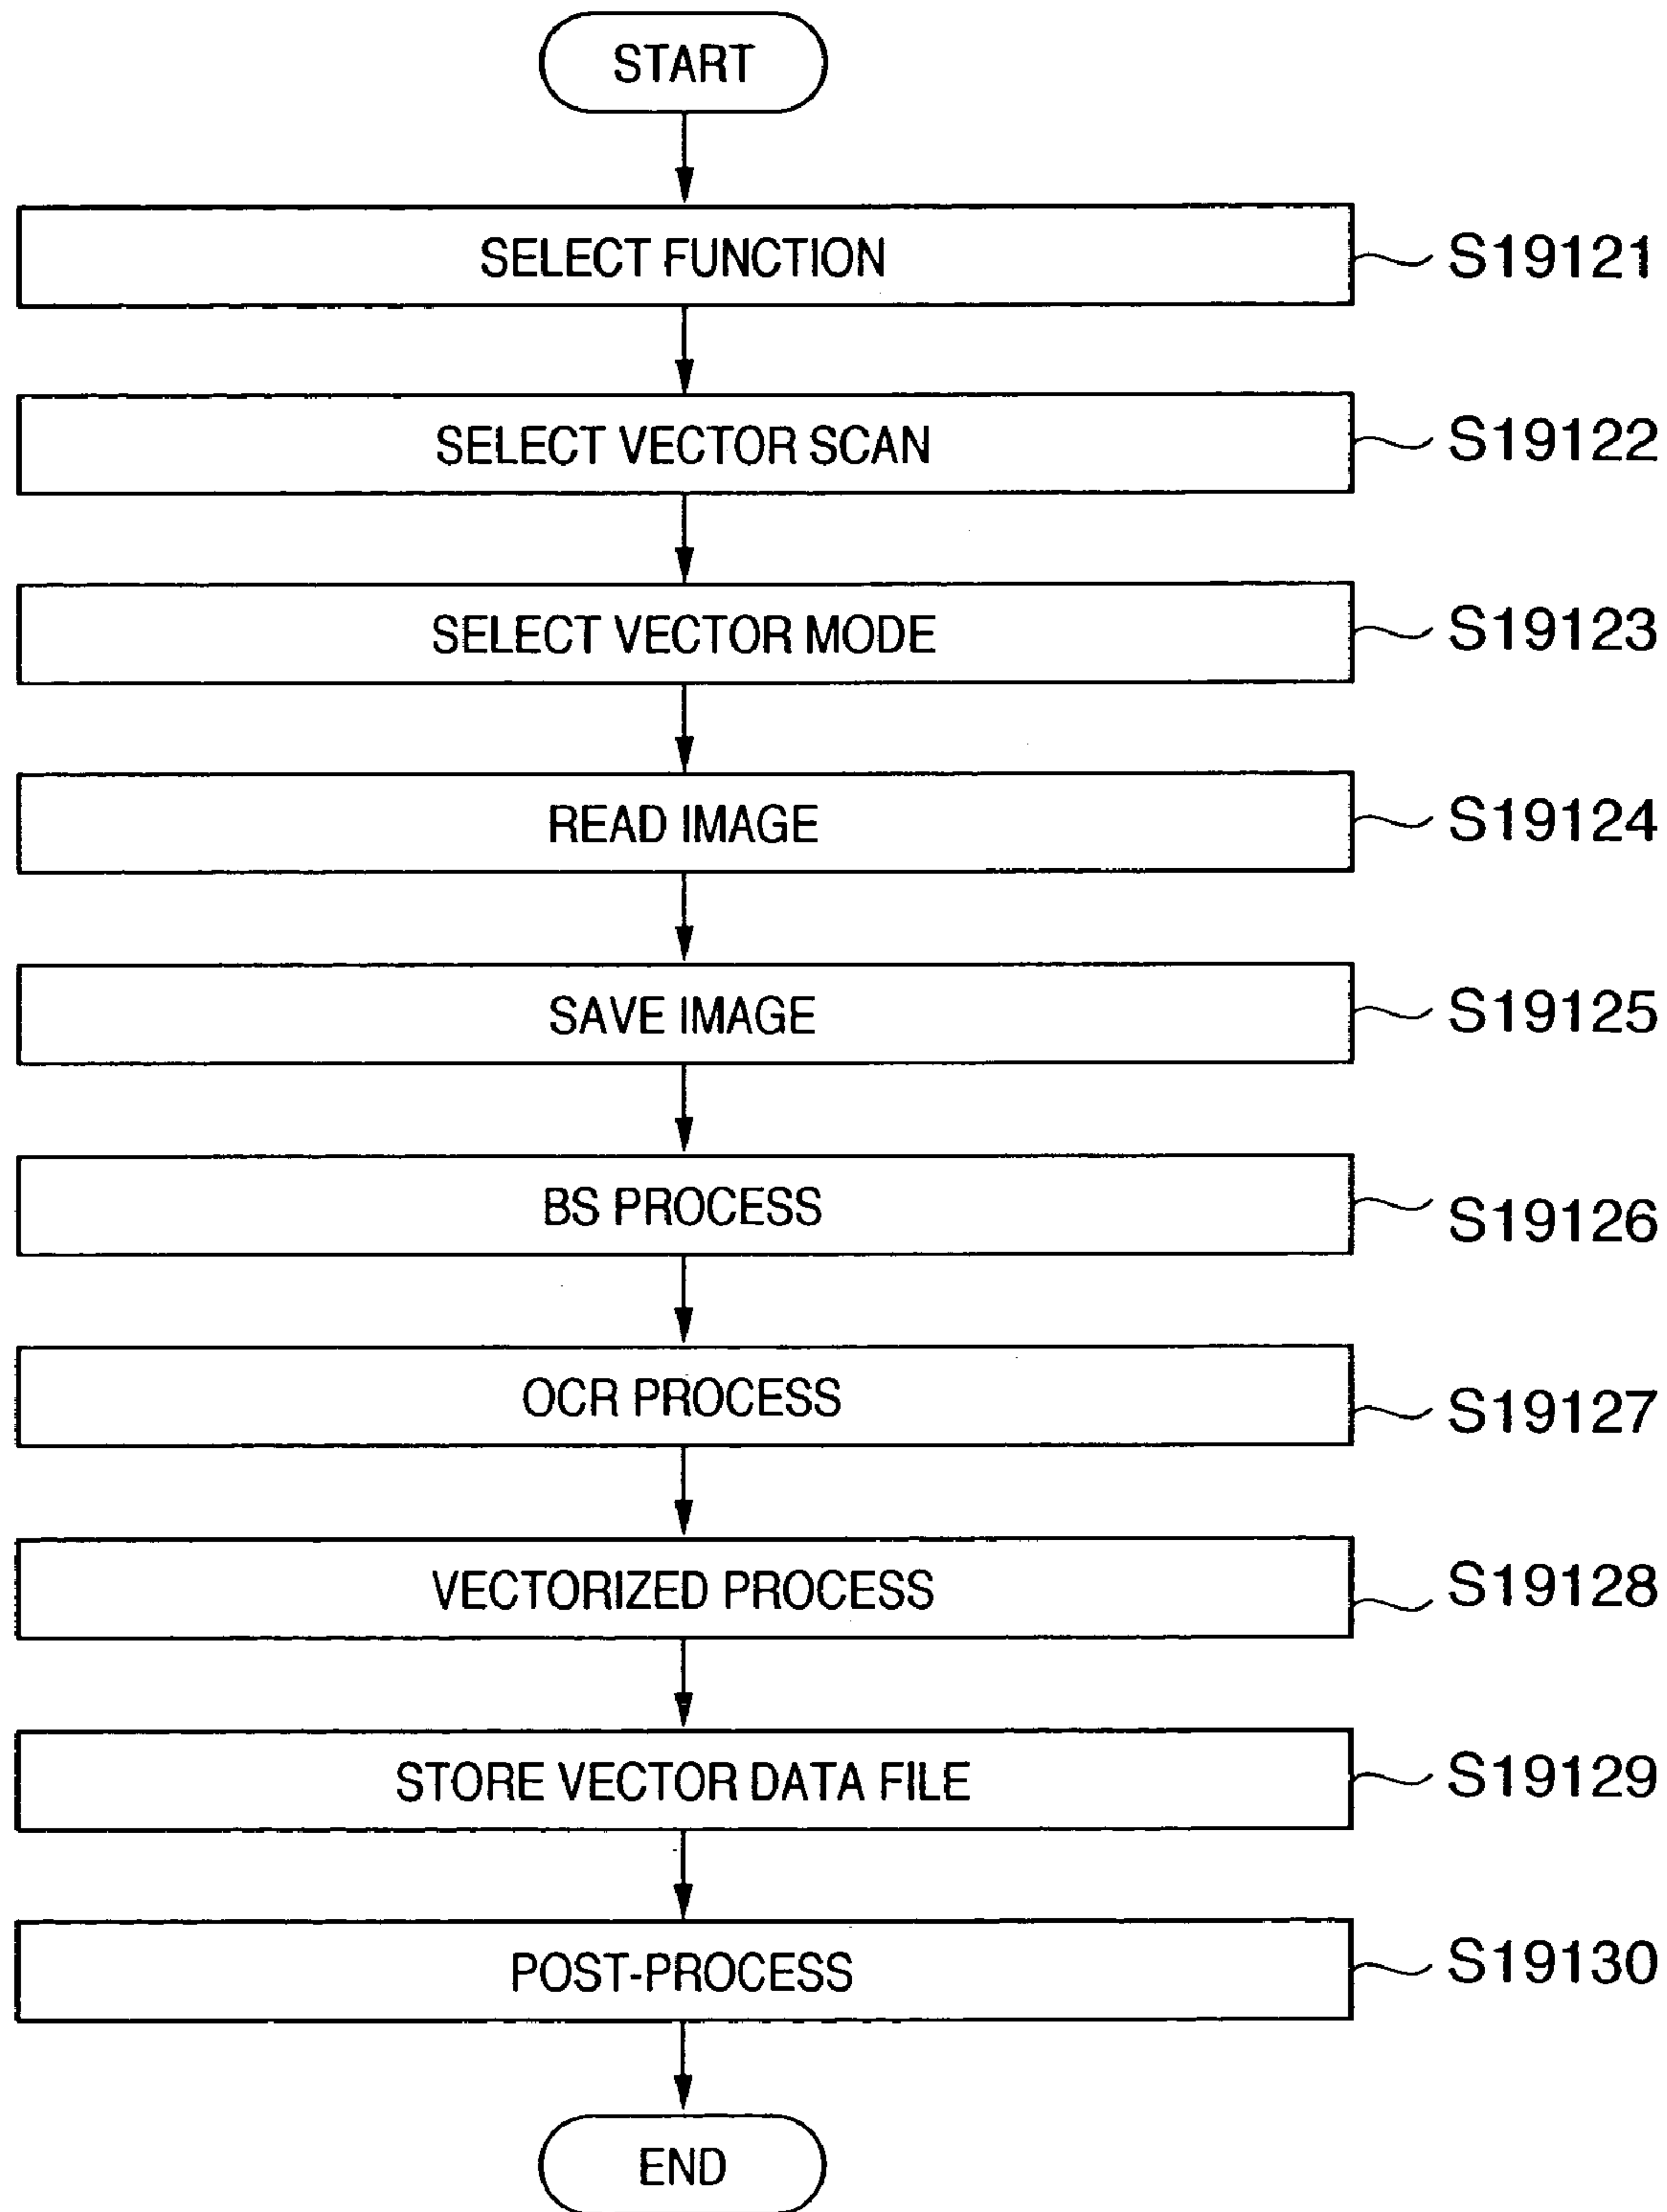 START
SELECT FUNCTION S19121
SELECT VECTOR SCAN S19122
SELECT VECTOR MODE S19123
READ IMAGE S19124
SAVE IMAGE S19125
BS PROCESS S19126
OCR PROCESS S19127
VECTORIZED PROCESS S19128
STORE VECTOR DATA FILE S19129
POST-PROCESS S19130
END